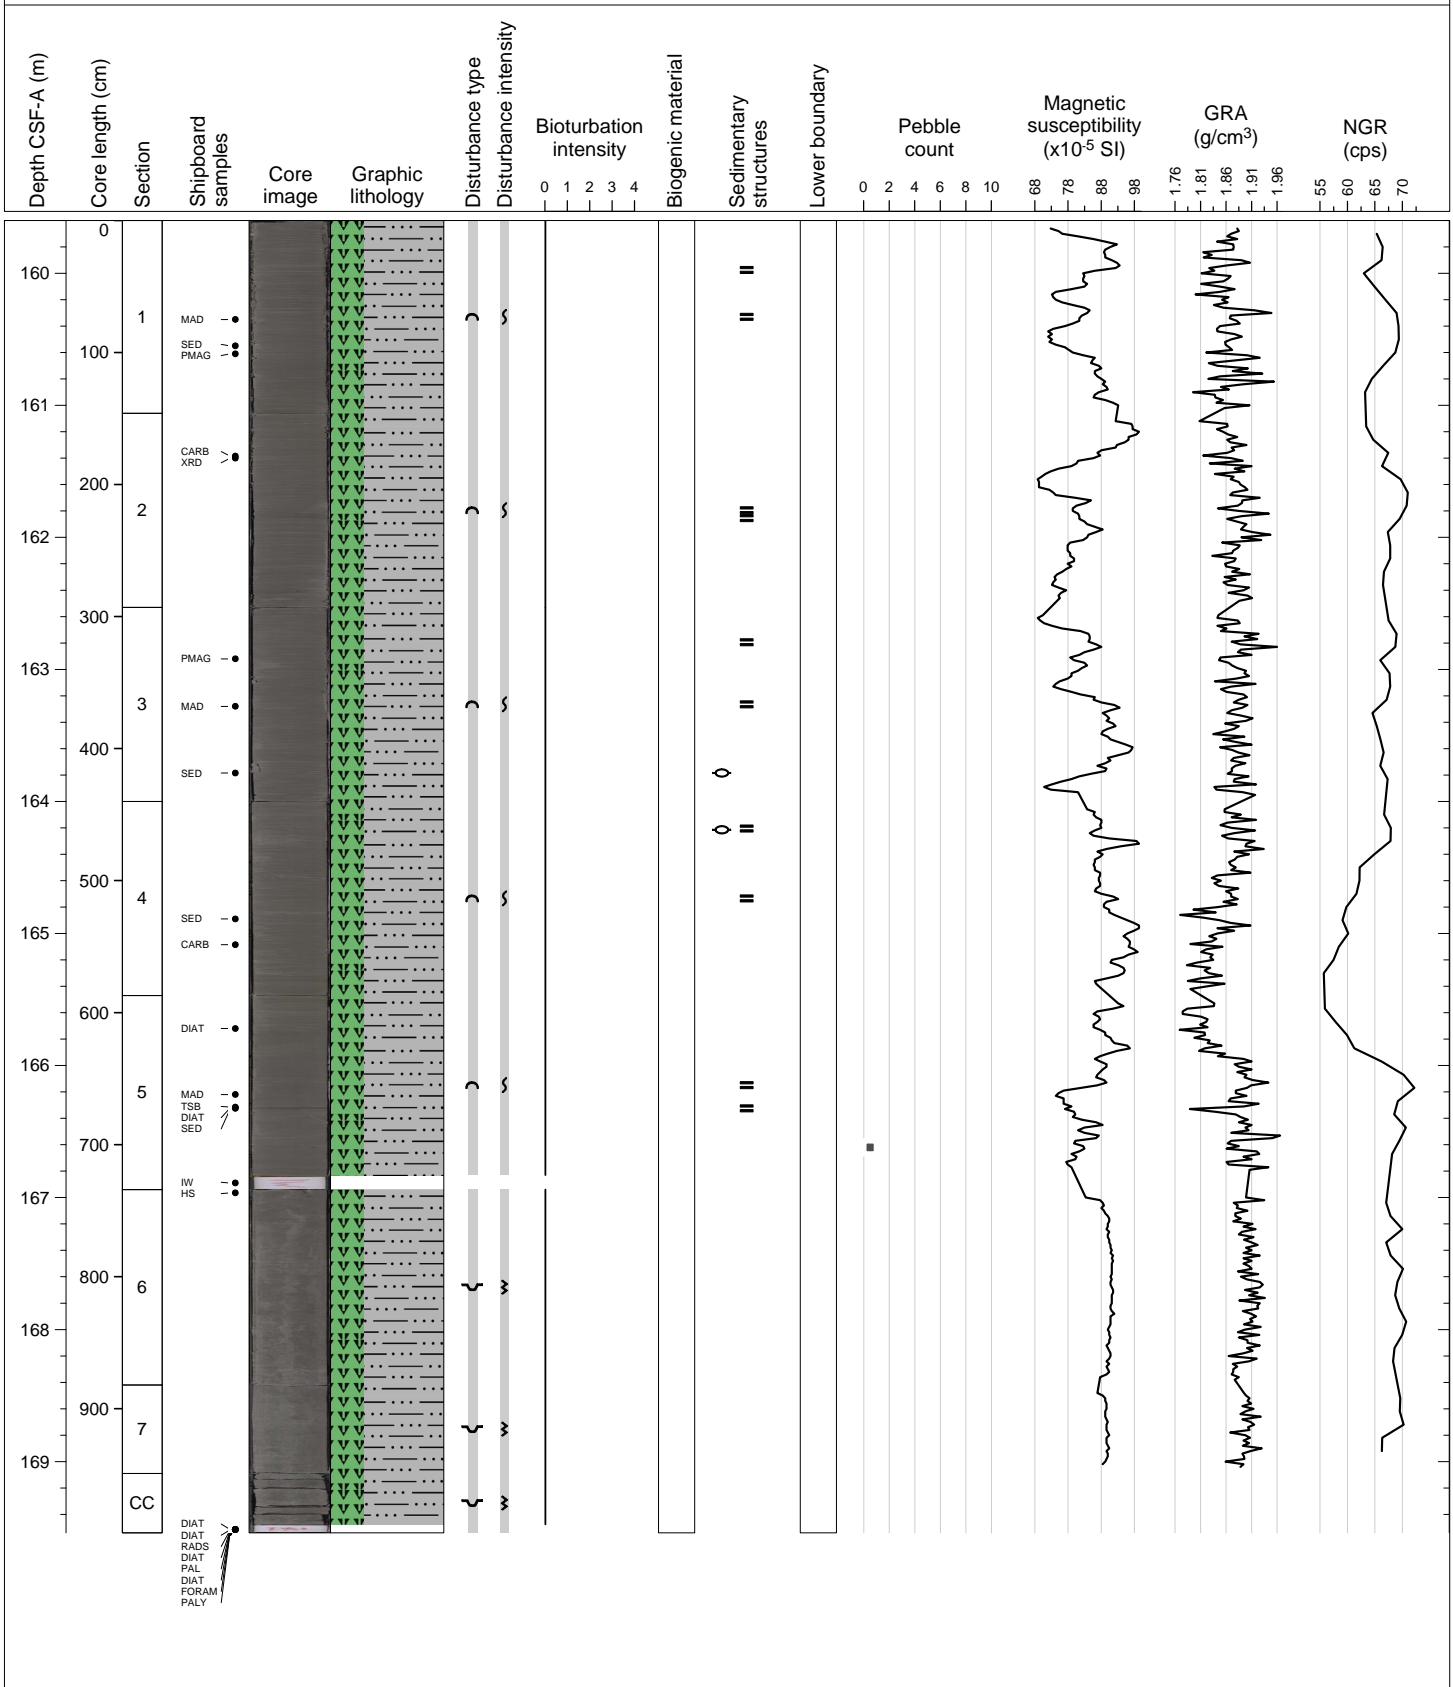 Depth CSF-A (m)
Core length (cm)
Section
Shipboard
samples
Core
image
Graphic
lithology
Disturbance type
Disturbance intensity
Bioturbation
intensity
0 1 2 3 4
Biogenic material
Sedimentary
structures
Lower boundary
Pebble
count
0 2 4 6 8 10
Magnetic
susceptibility
(x10-5 SI)
68 78 88 98
GRA
(g/cm3)
1.76 1.81 1.86 1.91 1.96
NGR
(cps)
55 60 65 70
0
160
1
MAD
SED
PMAG
100
161
CARB
XRD
200
2
162
300
PMAG
163
3
MAD
400
SED
164
500
4
SED
165
CARB
600
DIAT
166
5
MAD
TSB
DIAT
SED
700
IW
HS
167
800
6
168
900
7
169
CC
DIAT
DIAT
RADS
DIAT
PAL
DIAT
FORAM
PALY